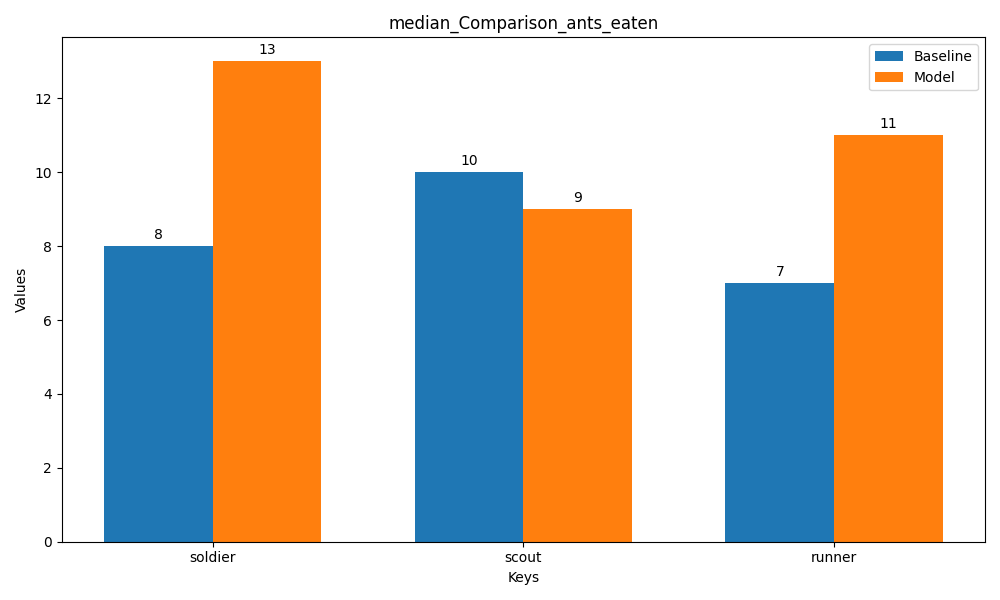 median_Comparison_ants_eaten
Baseline
Model
13
8
10
9
7
11
12
10
8
6
4
2
0
Values
soldier
scout
runner
Keys